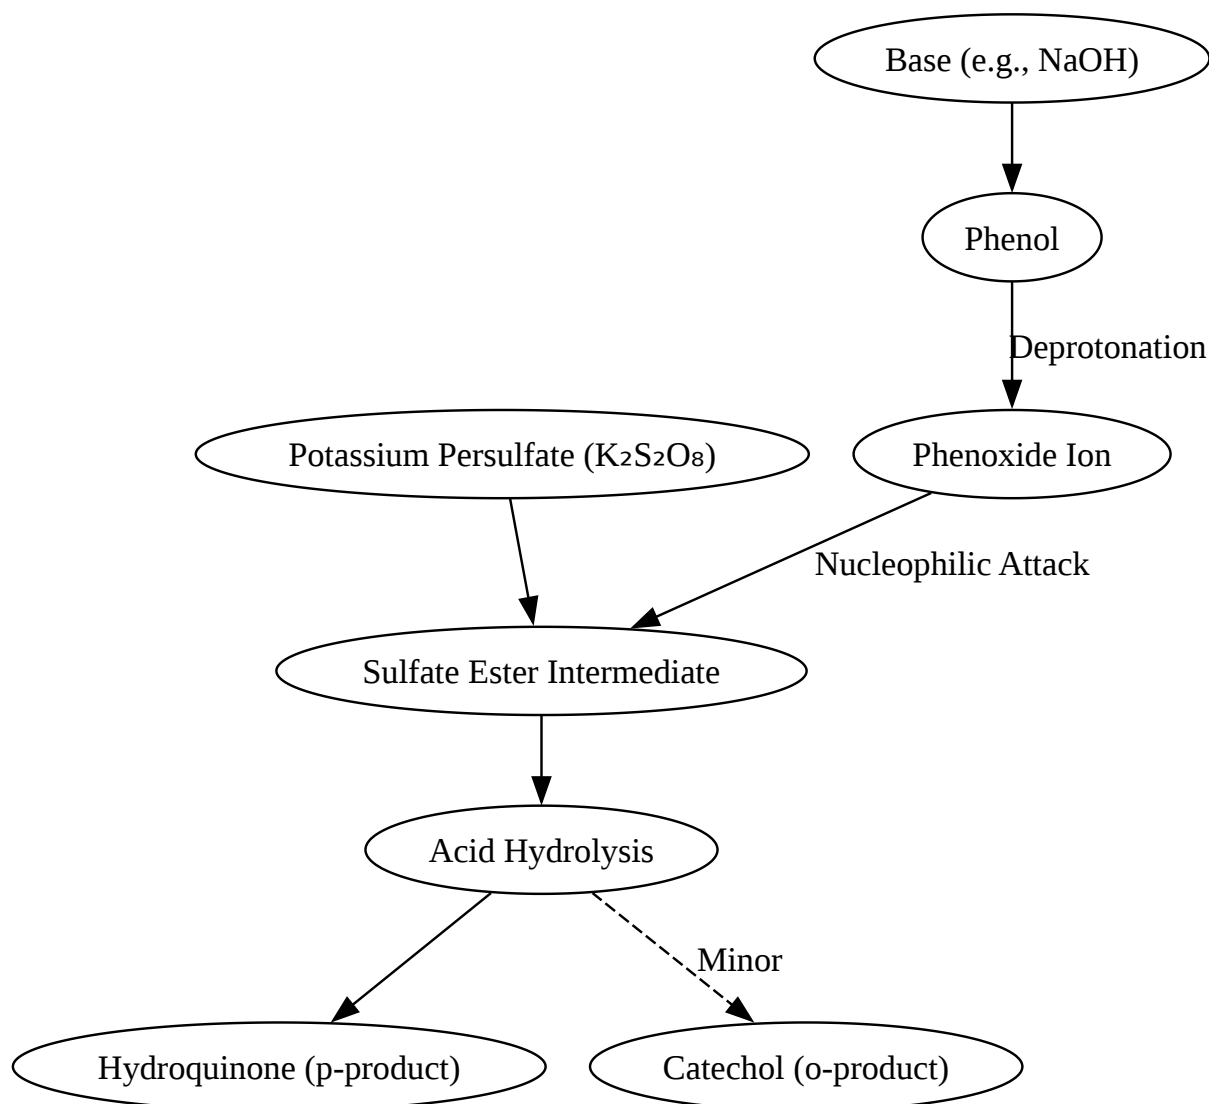 Base (e.g., NaOH)
Phenol
Deprotonation
Potassium Persulfate (K₂S₂O₈)
Phenoxide Ion
Nucleophilic Attack
Sulfate Ester Intermediate
Acid Hydrolysis
Minor
Hydroquinone (p-product)
Catechol (o-product)